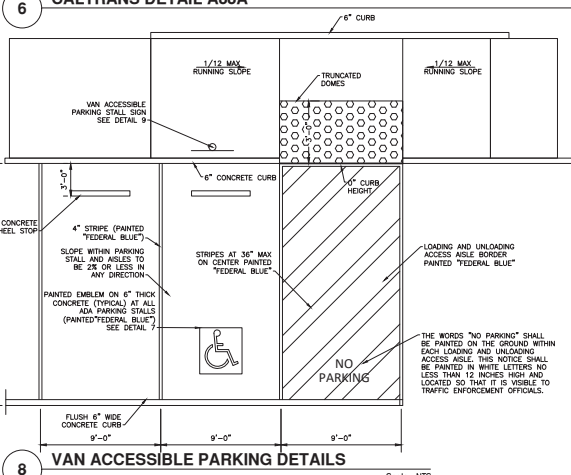 6
CALTRANS DETAIL A88A
6" CURB
1/12 MAX
RUNNING SLOPE
1/12 MAX
RUNNING SLOPE
TRUNCATED
DOMES
VAN ACCESSIBLE
PARKING STALL SIGN
SEE DETAIL 9
3'-0"
3'-0"
6" CONCRETE CURB
0" CURB
HEIGHT
CONCRETE
HEEL STOP
4" STRIPE (PAINTED
"FEDERAL BLUE")
SLOPE WITHIN PARKING
STALL AND AISLES TO
BE 2% OR LESS IN
ANY DIRECTION
STRIPES AT 36" MAX
ON CENTER PAINTED
"FEDERAL BLUE"
LOADING AND UNLOADING
ACCESS AISLE BORDER
PAINTED "FEDERAL BLUE"
PAINTED EMBLEM ON 6" THICK
CONCRETE (TYPICAL) AT ALL
ADA PARKING STALLS
(PAINTED"FEDERAL BLUE")
SEE DETAIL 7
NO
PARKING
THE WORDS "NO PARKING" SHALL
BE PAINTED ON THE GROUND WITHIN
EACH LOADING AND UNLOADING
ACCESS AISLE. THIS NOTICE SHALL
BE PAINTED IN WHITE LETTERS NO
LESS THAN 12 INCHES HIGH AND
LOCATED SO THAT IT IS VISIBLE TO
TRAFFIC ENFORCEMENT OFFICIALS.
FLUSH 6" WIDE
CONCRETE CURB
9'-0"
9'-0"
9'-0"
8
VAN ACCESSIBLE PARKING DETAILS